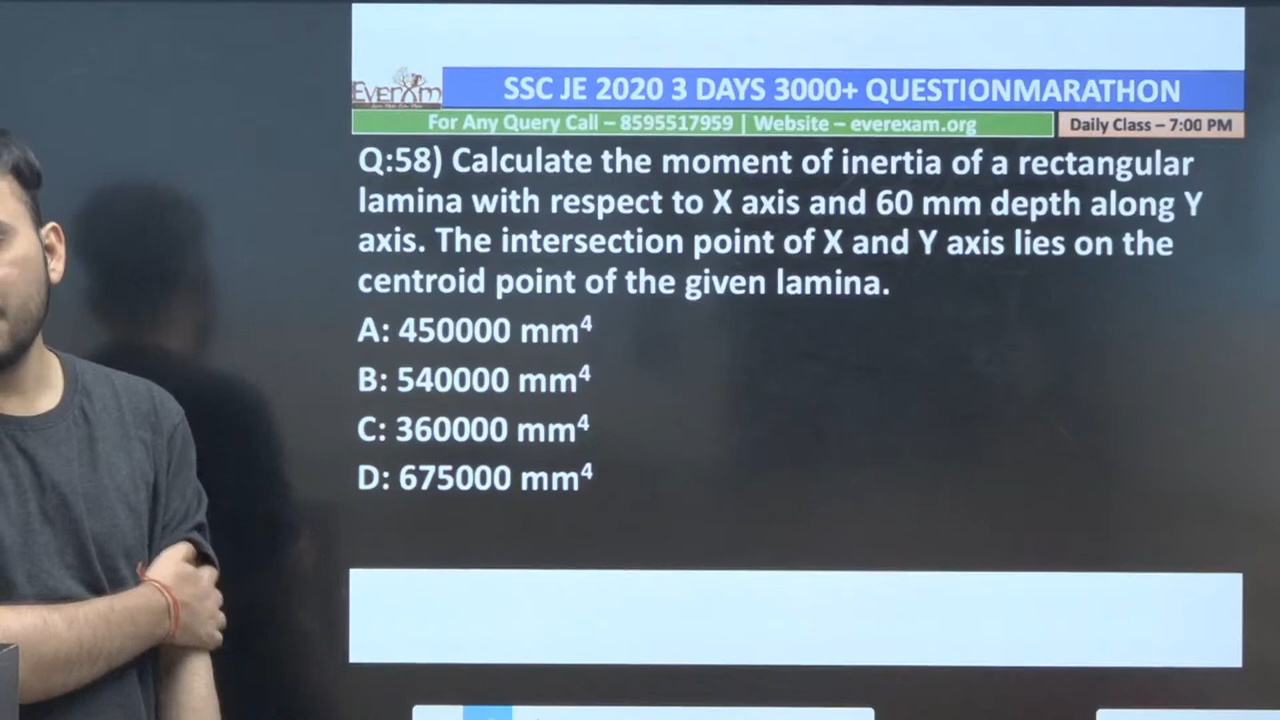 Everexam
SSC JE 2020 3 DAYS 3000+ QUESTIONMARATHON
For Any Query Call – 8595517959 | Website – everexam.org
Daily Class – 7:00 PM
Q:58) Calculate the moment of inertia of a rectangular
lamina with respect to X axis and 60 mm depth along Y
axis. The intersection point of X and Y axis lies on the
centroid point of the given lamina.
A: 450000 mm⁴
B: 540000 mm⁴
C: 360000 mm⁴
D: 675000 mm⁴